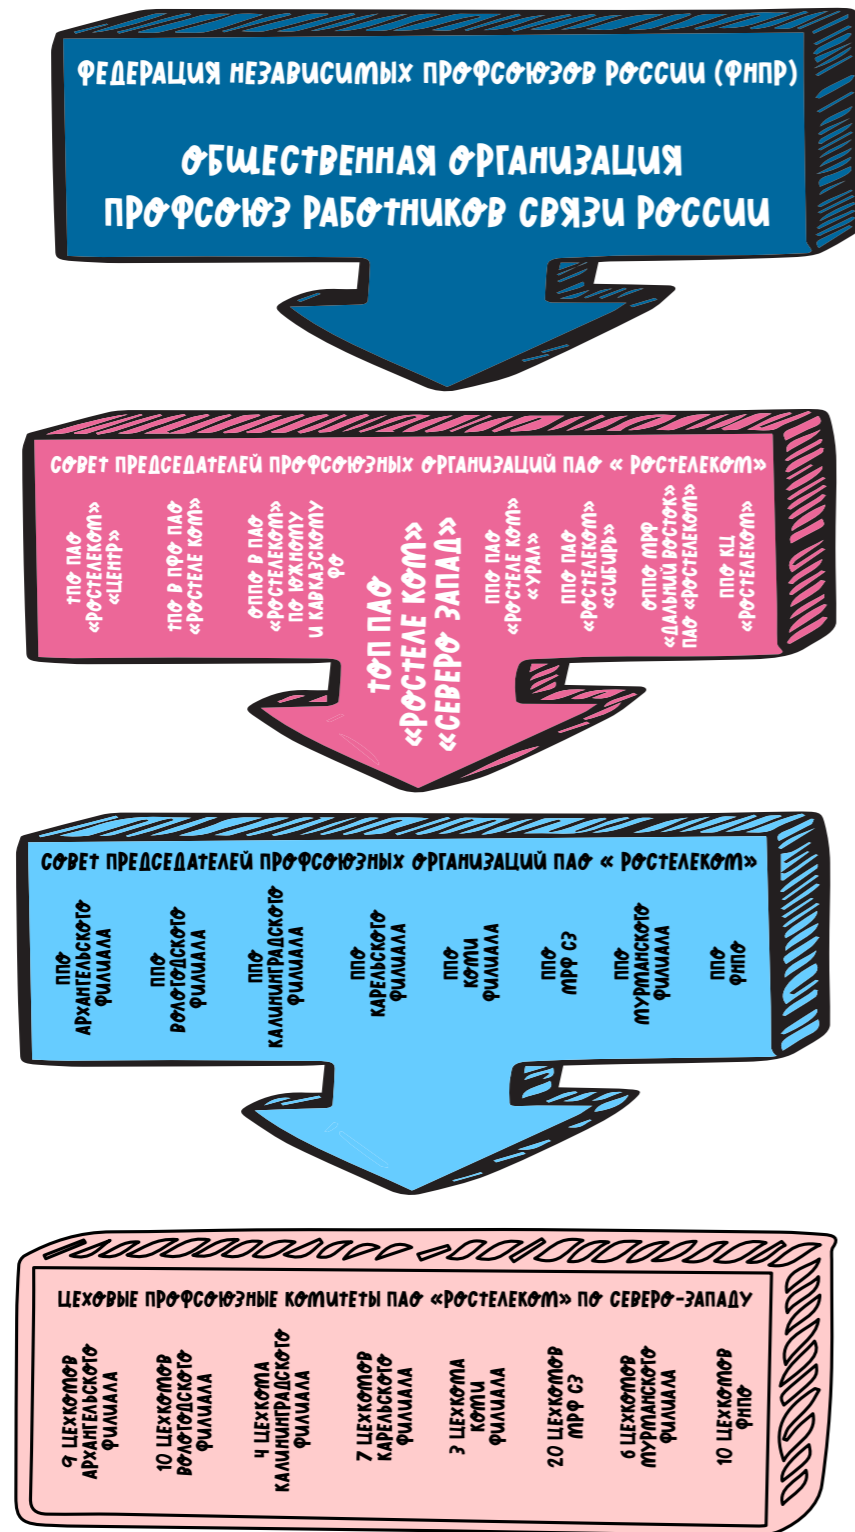 ФЕДЕРАЦИЯ НЕЗАВИСИМЫХ ПРОФСОЮЗОВ РОССИИ (ФНПР)
ОБЩЕСТВЕННАЯ ОРГАНИЗАЦИЯ
ПРОФСОЮЗ РАБОТНИКОВ СВЯЗИ РОССИИ
СОВЕТ ПРЕДСЕДАТЕЛЕЙ ПРОФСОЮЗНЫХ ОРГАНИЗАЦИЙ ПАО « РОСТЕЛЕКОМ»
ТПО ПАО
«РОСТЕЛЕКОМ»
«ЦЕНТР»
ТПО В ПФО ПАО
«РОСТЕЛЕ КОМ»
ОППО В ПАО
«РОСТЕЛЕКОМ»
ПО ЮЖНОМУ
И КАВКАЗСКОМУ
ФО
ТОП ПАО
«РОСТЕЛЕ КОМ»
«СЕВЕРО ЗАПАД»
ППО ПАО
«РОСТЕЛЕ КОМ»
«УРАЛ»
ППО ПАО
«РОСТЕЛЕКОМ»
«СИБИРЬ»
ОППО МРФ
«ДАЛЬНИЙ ВОСТОК»
ПАО «РОСТЕЛЕКОМ»
ППО КЦ
«РОСТЕЛЕКОМ»
СОВЕТ ПРЕДСЕДАТЕЛЕЙ ПРОФСОЮЗНЫХ ОРГАНИЗАЦИЙ ПАО « РОСТЕЛЕКОМ»
ППО
АРХАНГЕЛЬСКОГО
ФИЛИАЛА
ППО
ВОЛОГОДСКОГО
ФИЛИАЛА
ППО
КАЛИНИНГРАДСКОГО
ФИЛИАЛА
ППО
КАРЕЛЬСКОГО
ФИЛИАЛА
ППО
КОМИ
ФИЛИАЛА
ППО
МРФ СЗ
ППО
МУРМАНСКОГО
ФИЛИАЛА
ППО
ФНПО
ЦЕХОВЫЕ ПРОФСОЮЗНЫЕ КОМИТЕТЫ ПАО «РОСТЕЛЕКОМ» ПО СЕВЕРО-ЗАПАДУ
9 ЦЕХКОМОВ
АРХАНГЕЛЬСКОГО
ФИЛИАЛА
10 ЦЕХКОМОВ
ВОЛОГОДСКОГО
ФИЛИАЛА
4 ЦЕХКОМА
КАЛИНИНГРАДСКОГО
ФИЛИАЛА
7 ЦЕХКОМОВ
КАРЕЛЬСКОГО
ФИЛИАЛА
3 ЦЕХКОМА
КОМИ
ФИЛИАЛА
20 ЦЕХКОМОВ
МРФ СЗ
6 ЦЕХКОМОВ
МУРМАНСКОГО
ФИЛИАЛА
10 ЦЕХКОМОВ
ФНПО